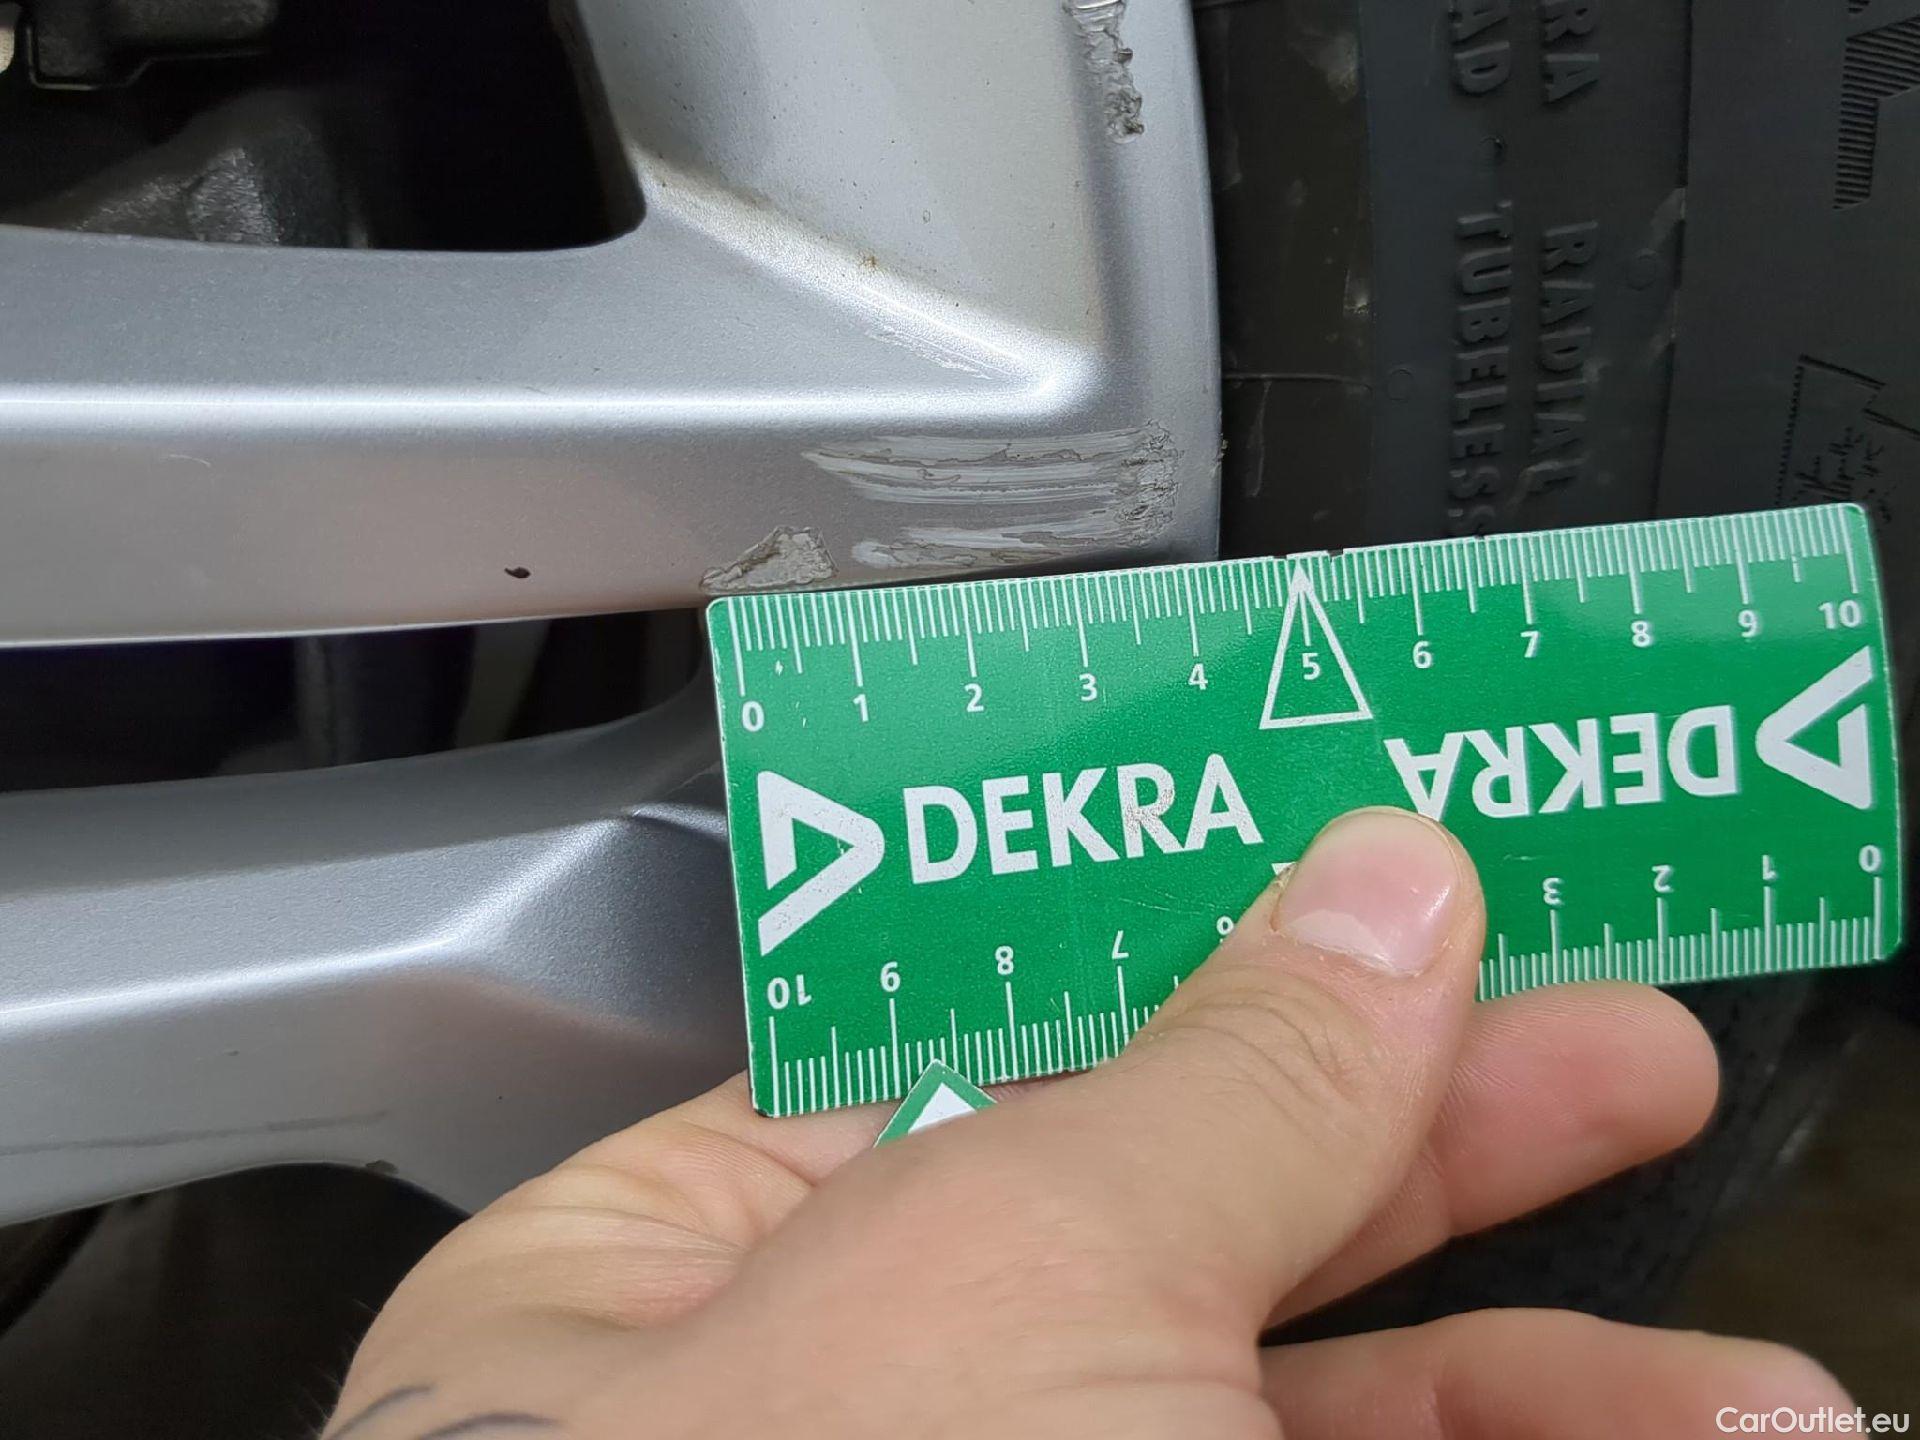 RADIAL
TUBELESS
0 1 2 3 4 5 6 7 8 9 10
DEKRA
DEKRA
10 9 8 7 6 3 2 1 0
CarOutlet.eu